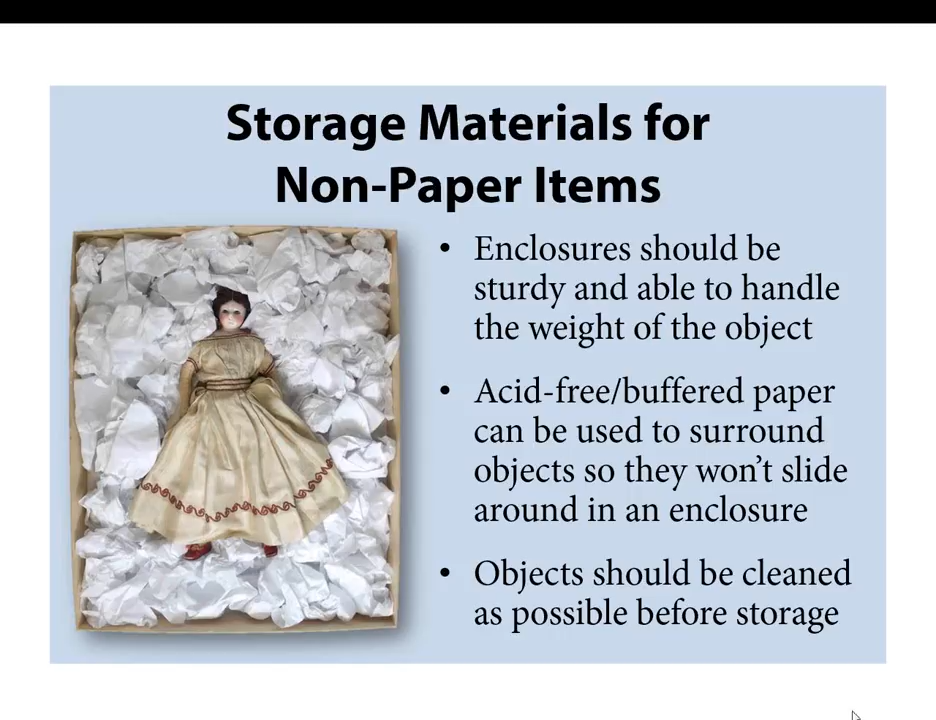 Storage Materials for
Non-Paper Items
• Enclosures should be
sturdy and able to handle
the weight of the object
• Acid-free/buffered paper
can be used to surround
objects so they won’t slide
around in an enclosure
• Objects should be cleaned
as possible before storage